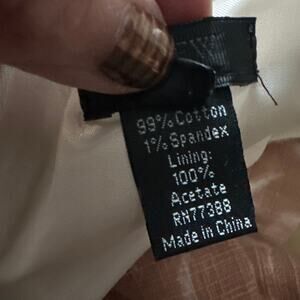 99% Cotton
1% Spandex
Lining:
100%
Acetate
RN77388
Made in China